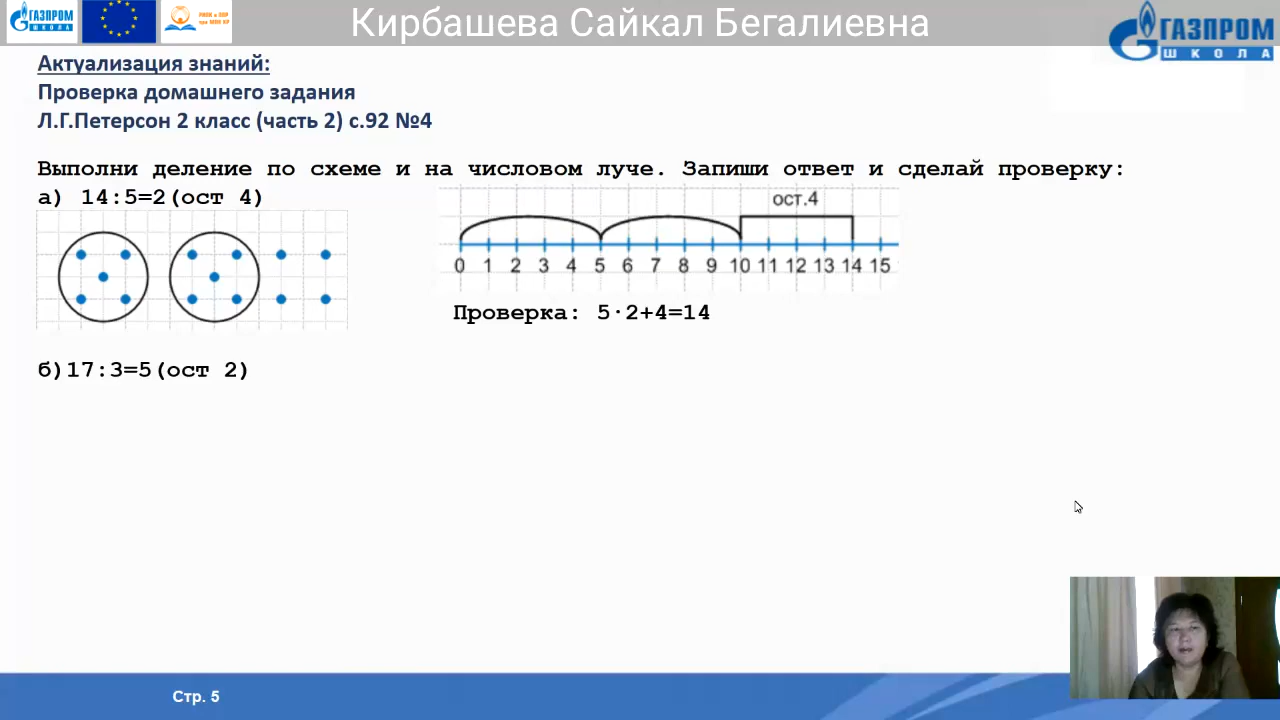 ГАЗПРОМ
ШКОЛА
Кирбашева Сайкал Бегалиевна
ГАЗПРОМ
ШКОЛА
Актуализация знаний:
Проверка домашнего задания
Л.Г.Петерсон 2 класс (часть 2) с.92 №4
Выполни деление по схеме и на числовом луче. Запиши ответ и сделай проверку:
а) 14:5=2(ост 4)
ост.4
0 1 2 3 4 5 6 7 8 9 10 11 12 13 14 15
Проверка: 5·2+4=14
б)17:3=5(ост 2)
Стр. 5